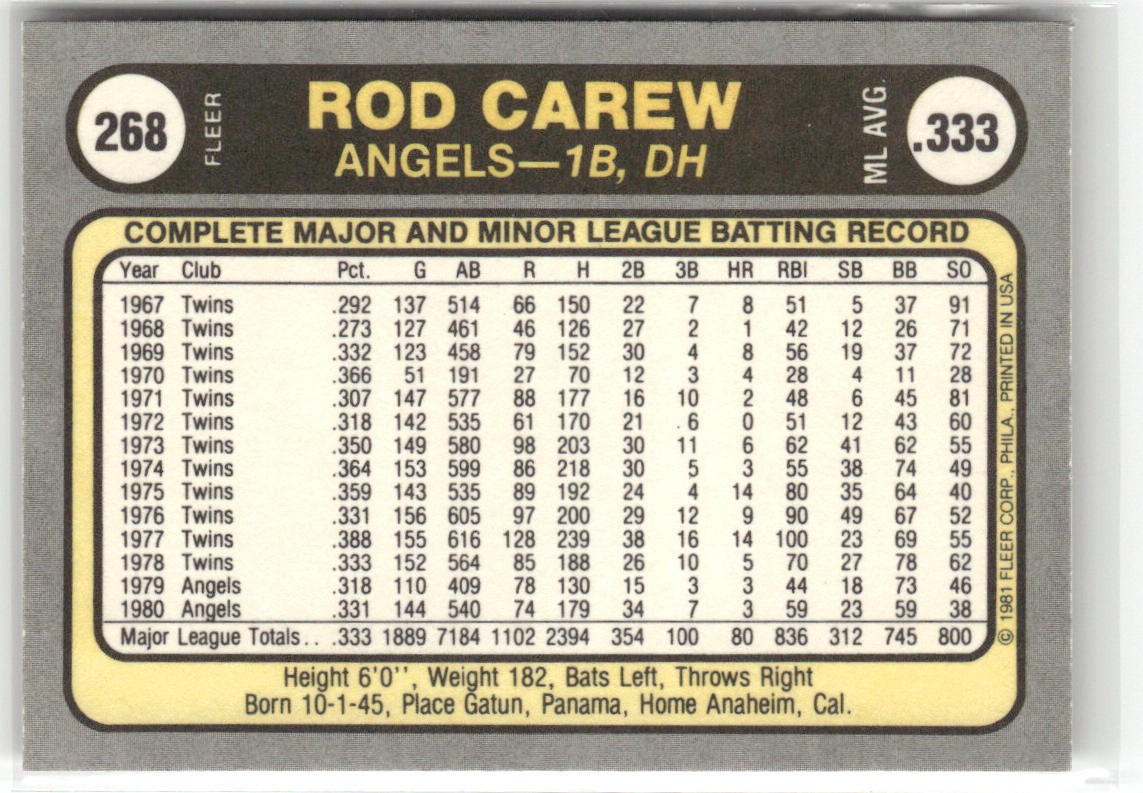 268 FLEER ROD CAREW ML AVG. .333
ANGELS—1B, DH
COMPLETE MAJOR AND MINOR LEAGUE BATTING RECORD
Year Club Pct. G AB R H 2B 3B HR RBI SB BB SO
1967 Twins .292 137 514 66 150 22 7 8 51 5 37 91
1968 Twins .273 127 461 46 126 27 2 1 42 12 26 71
1969 Twins .332 123 458 79 152 30 4 8 56 19 37 72
1970 Twins .366 51 191 27 70 12 3 4 28 4 11 28
1971 Twins .307 147 577 88 177 16 10 2 48 6 45 81
1972 Twins .318 142 535 61 170 21 6 0 51 12 43 60
1973 Twins .350 149 580 98 203 30 11 6 62 41 62 55
1974 Twins .364 153 599 86 218 30 5 3 55 38 74 49
1975 Twins .359 143 535 89 192 24 4 14 80 35 64 40
1976 Twins .331 156 605 97 200 29 12 9 90 49 67 52
1977 Twins .388 155 616 128 239 38 16 14 100 23 69 55
1978 Twins .333 152 564 85 188 26 10 5 70 27 78 62
1979 Angels .318 110 409 78 130 15 3 3 44 18 73 46
1980 Angels .331 144 540 74 179 34 7 3 59 23 59 38
Major League Totals . . .333 1889 7184 1102 2394 354 100 80 836 312 745 800
© 1981 FLEER CORP., PHILA., PRINTED IN USA
Height 6'0'', Weight 182, Bats Left, Throws Right
Born 10-1-45, Place Gatun, Panama, Home Anaheim, Cal.